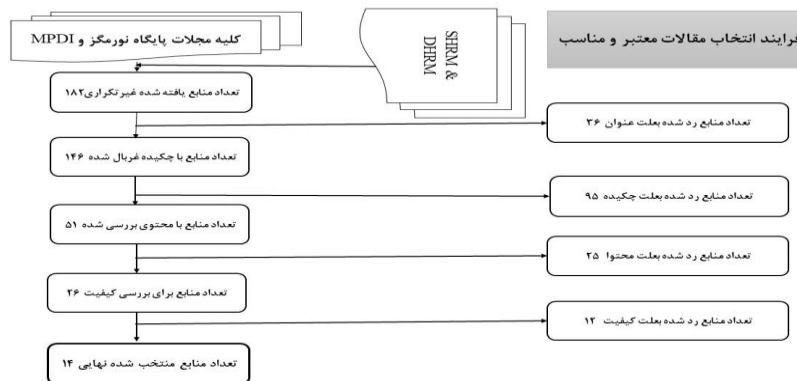 فرایند انتخاب مقالات معتبر و مناسب
SHRM &
DHRM
کلیه مجلات پایگاه نورمگز و MPDI
تعداد منابع یافته شده غیر تکراری ۱۸۲
تعداد منابع رد شده بعلت عنوان ۳۶
تعداد منابع با چکیده غربال شده ۱۴۶
تعداد منابع رد شده بعلت چکیده ۹۵
تعداد منابع با محتوی بررسی شده ۵۱
تعداد منابع رد شده بعلت محتوا ۲۵
تعداد منابع برای بررسی کیفیت ۲۶
تعداد منابع رد شده بعلت کیفیت ۱۲
تعداد منابع منتخب شده نهایی ۱۴